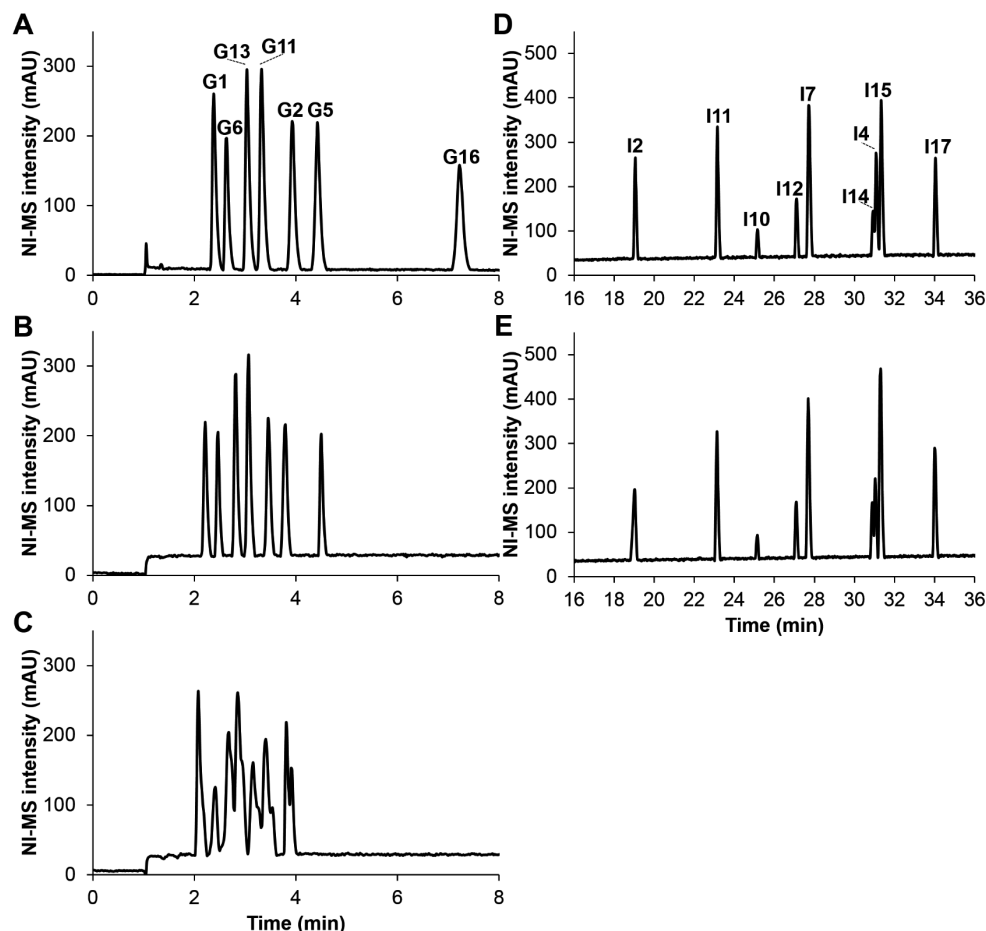 A
NI-MS intensity (mAU)
300
200
100
0
0 2 4 6 8
G1
G6
G13
G11
G2
G5
G16
B
NI-MS intensity (mAU)
300
200
100
0
0 2 4 6 8
C
NI-MS intensity (mAU)
300
200
100
0
0 2 4 6 8
Time (min)
D
NI-MS intensity (mAU)
500
400
300
200
100
0
16 18 20 22 24 26 28 30 32 34 36
I2
I11
I10
I12
I7
I14
I4
I15
I17
E
NI-MS intensity (mAU)
500
400
300
200
100
0
16 18 20 22 24 26 28 30 32 34 36
Time (min)